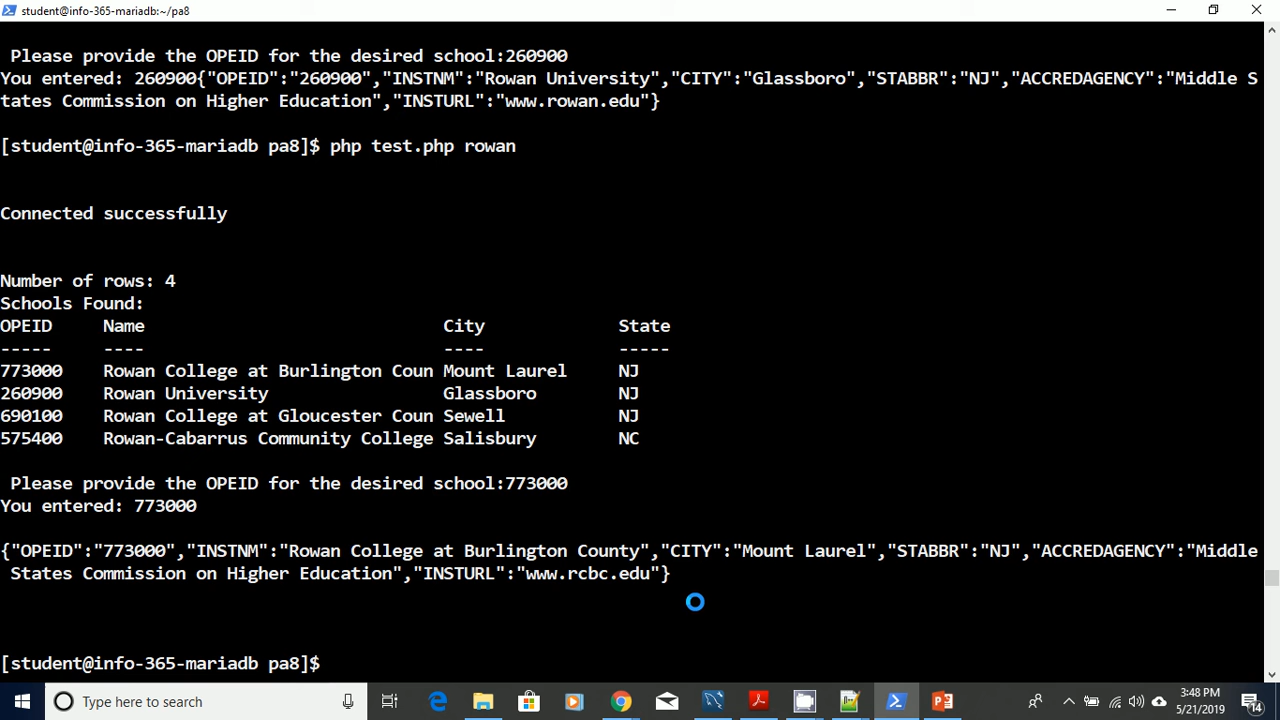 student@info-365-mariadb:~/pa8
Please provide the OPEID for the desired school:260900
You entered: 260900{"OPEID":"260900","INSTNM":"Rowan University","CITY":"Glassboro","STABBR":"NJ","ACCREDAGENCY":"Middle S
tates Commission on Higher Education","INSTURL":"www.rowan.edu"}
[student@info-365-mariadb pa8]$ php test.php rowan
Connected successfully
Number of rows: 4
Schools Found:
OPEID Name City State
----- ---- ---- -----
773000 Rowan College at Burlington Coun Mount Laurel NJ
260900 Rowan University Glassboro NJ
690100 Rowan College at Gloucester Coun Sewell NJ
575400 Rowan-Cabarrus Community College Salisbury NC
Please provide the OPEID for the desired school:773000
You entered: 773000
{"OPEID":"773000","INSTNM":"Rowan College at Burlington County","CITY":"Mount Laurel","STABBR":"NJ","ACCREDAGENCY":"Middle
States Commission on Higher Education","INSTURL":"www.rcbc.edu"}
[student@info-365-mariadb pa8]$
Type here to search
3:48 PM
5/21/2019
14